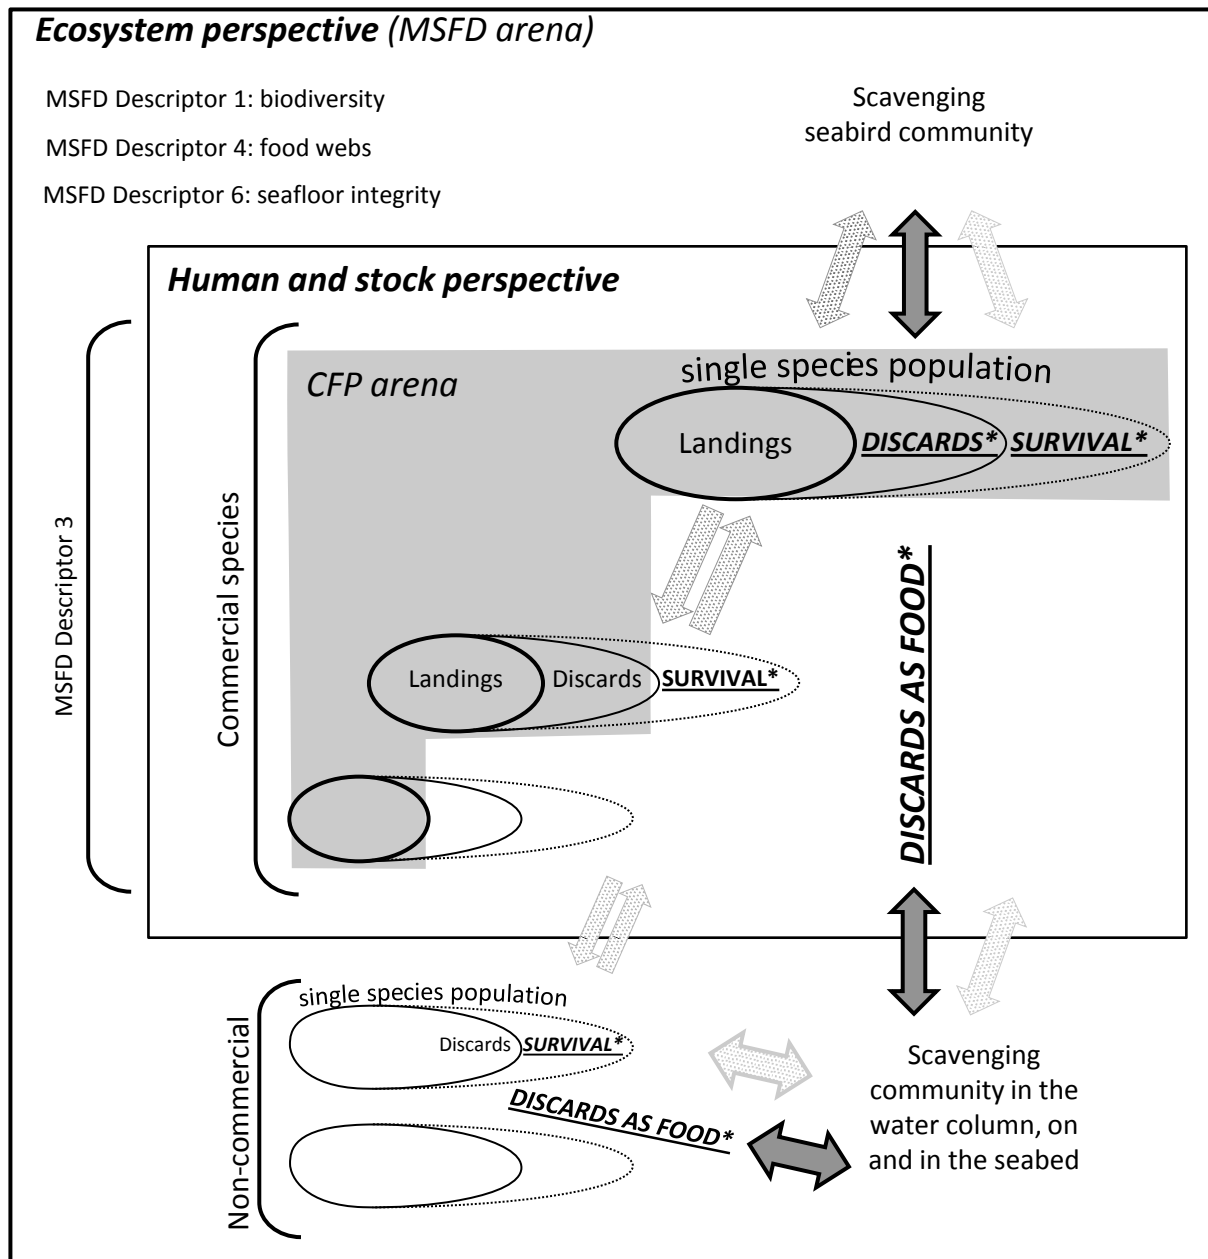 Ecosystem perspective (MSFD arena)
MSFD Descriptor 1: biodiversity
MSFD Descriptor 4: food webs
MSFD Descriptor 6: seafloor integrity
Scavenging
seabird community
Human and stock perspective
MSFD Descriptor 3
Commercial species
CFP arena
single species population
Landings
DISCARDS*
SURVIVAL*
Landings
Discards
SURVIVAL*
DISCARDS AS FOOD*
Non-commercial
single species population
Discards
SURVIVAL*
DISCARDS AS FOOD*
Scavenging
community in the
water column, on
and in the seabed